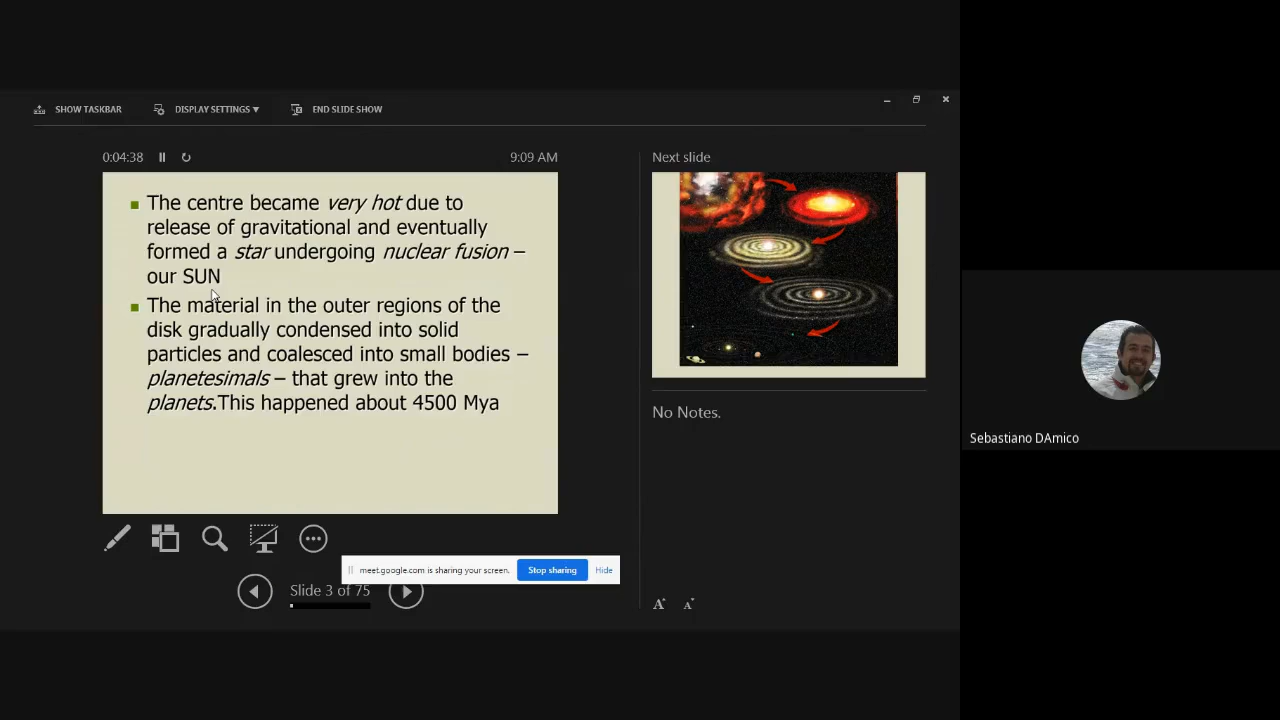 SHOW TASKBAR DISPLAY SETTINGS ▾ END SLIDE SHOW
0:04:38 9:09 AM
The centre became very hot due to
release of gravitational and eventually
formed a star undergoing nuclear fusion –
our SUN
The material in the outer regions of the
disk gradually condensed into solid
particles and coalesced into small bodies –
planetesimals – that grew into the
planets.This happened about 4500 Mya
Next slide
No Notes.
meet.google.com is sharing your screen. Stop sharing Hide
Slide 3 of 75
A A
Sebastiano DAmico